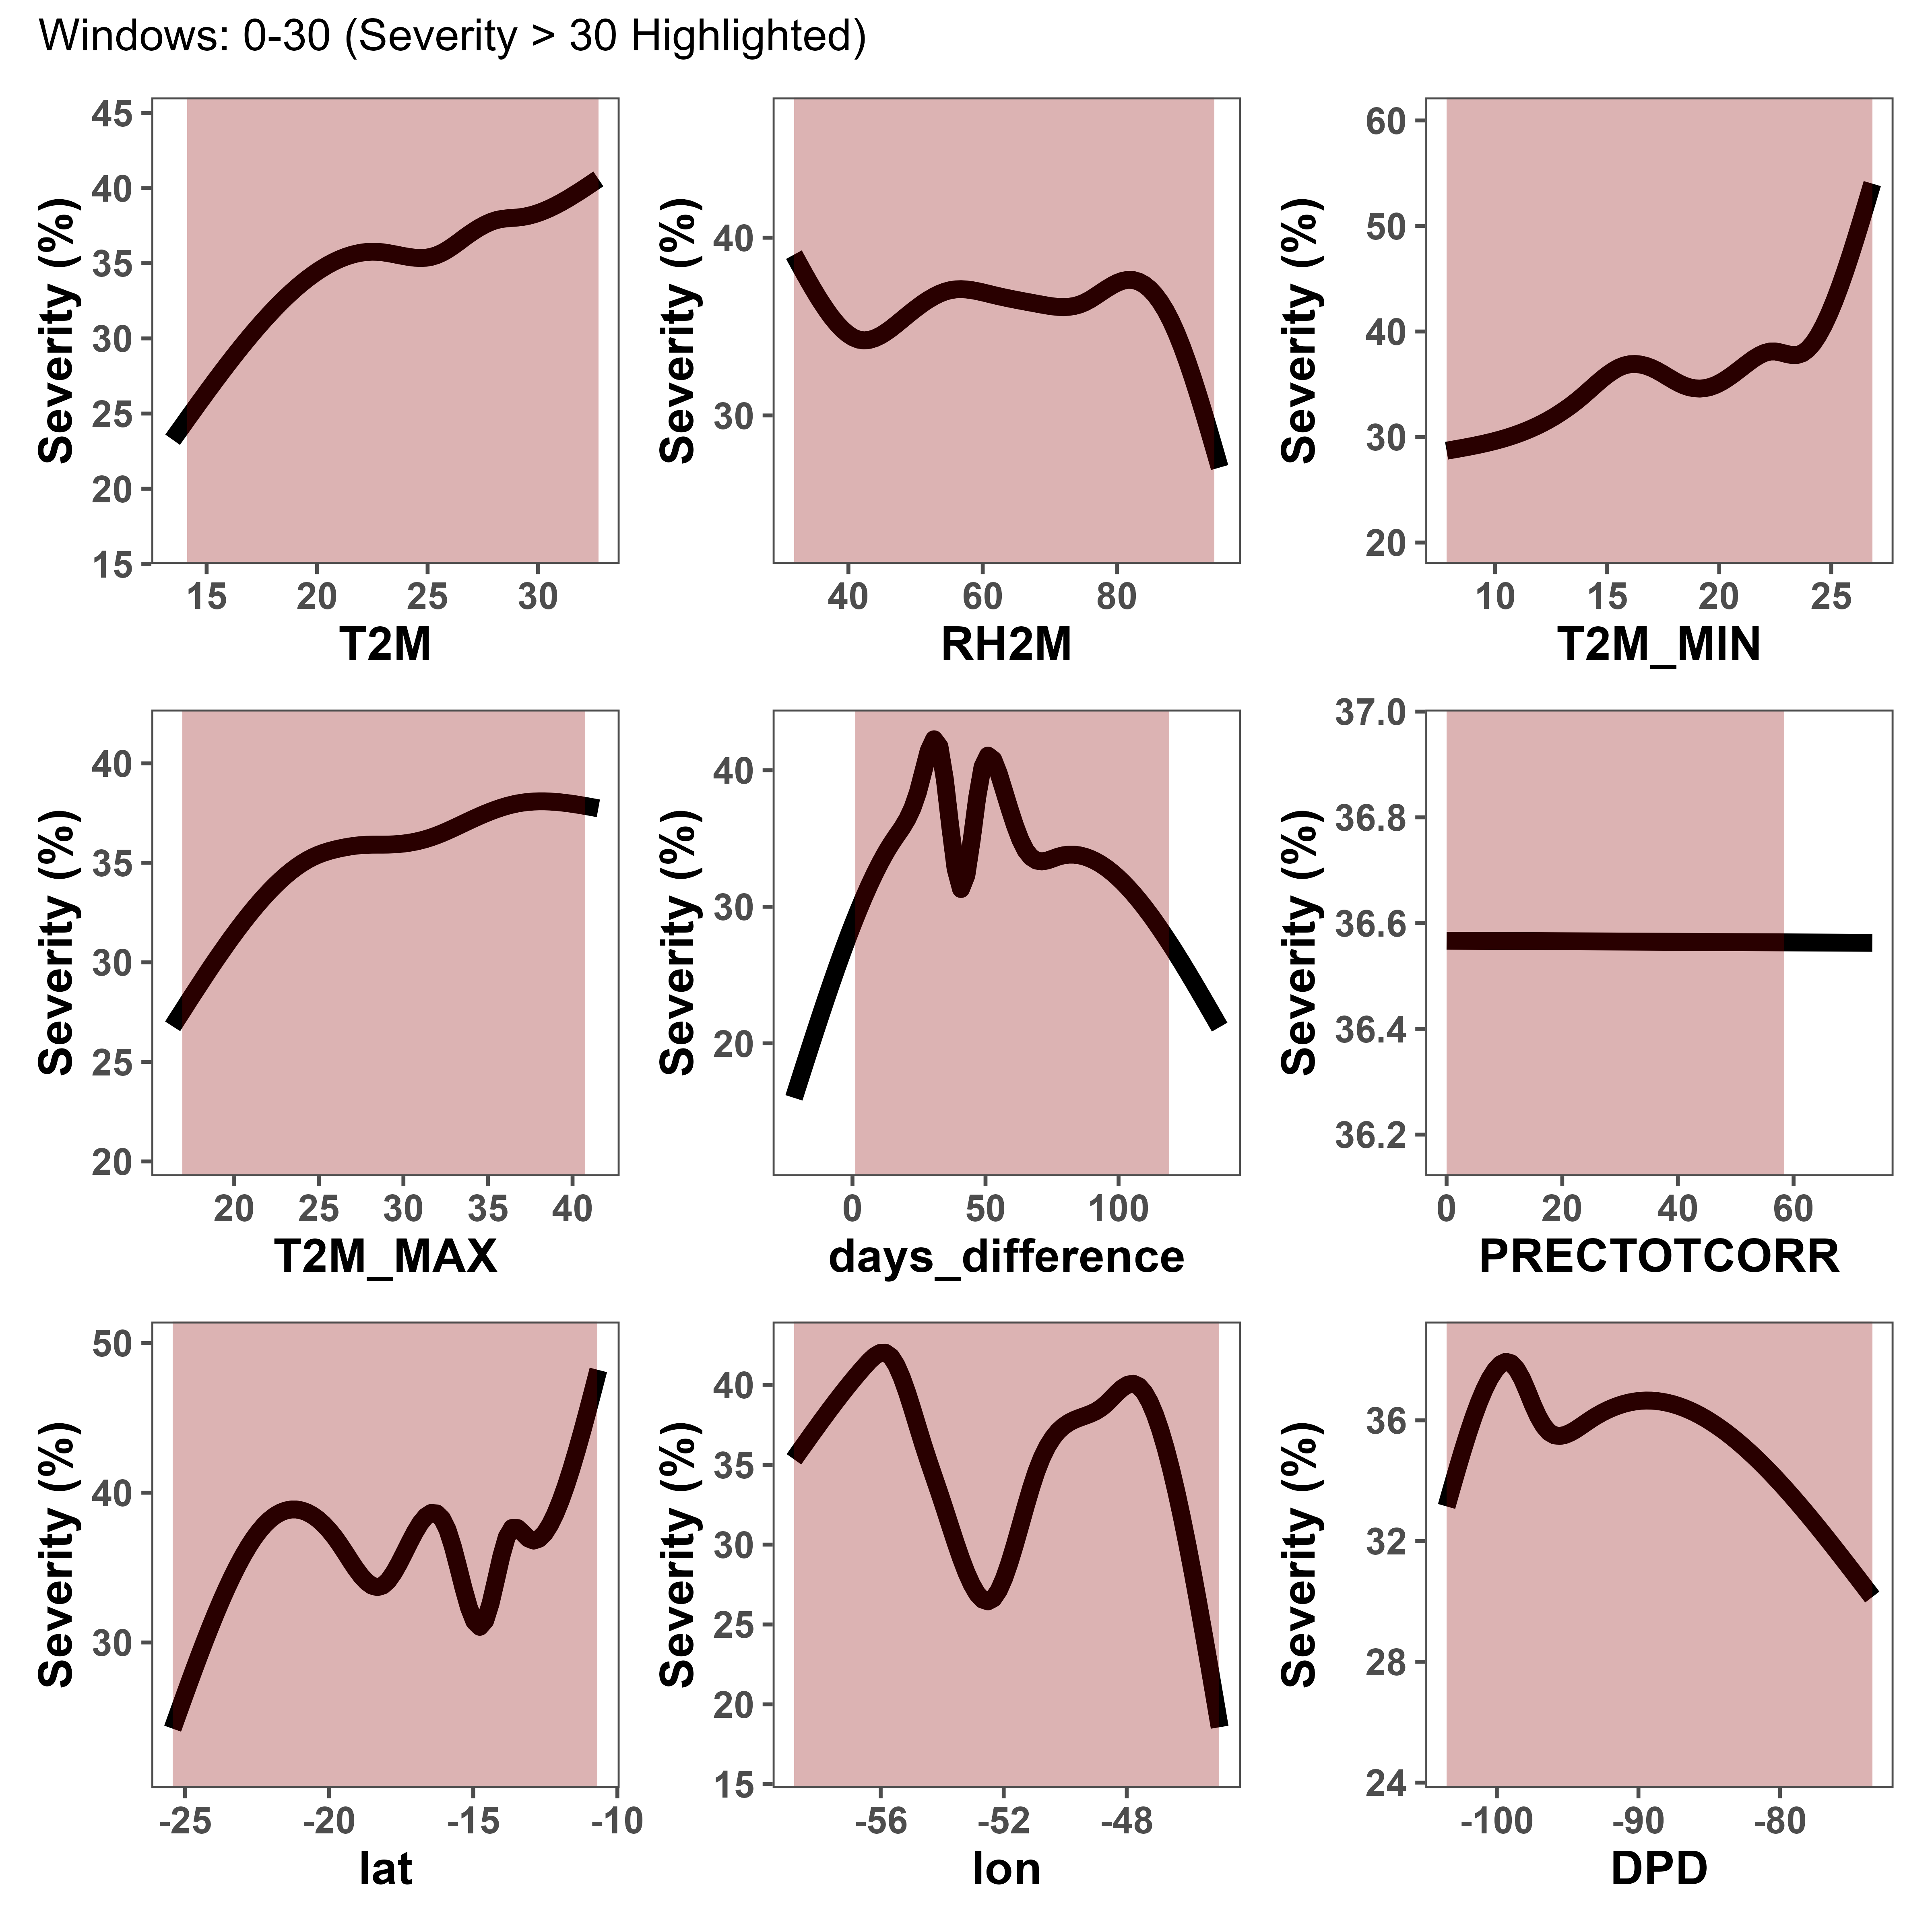 Windows: 0-30 (Severity > 30 Highlighted)
Severity (%)
45
40
35
30
25
20
15
15 20 25 30
T2M
Severity (%)
40
30
40 60 80
RH2M
Severity (%)
60
50
40
30
20
10 15 20 25
T2M_MIN
Severity (%)
40
35
30
25
20
20 25 30 35 40
T2M_MAX
Severity (%)
40
30
20
0 50 100
days_difference
Severity (%)
37.0
36.8
36.6
36.4
36.2
0 20 40 60
PRECTOTCORR
Severity (%)
50
40
30
-25 -20 -15 -10
lat
Severity (%)
40
35
30
25
20
15
-56 -52 -48
lon
Severity (%)
36
32
28
24
-100 -90 -80
DPD